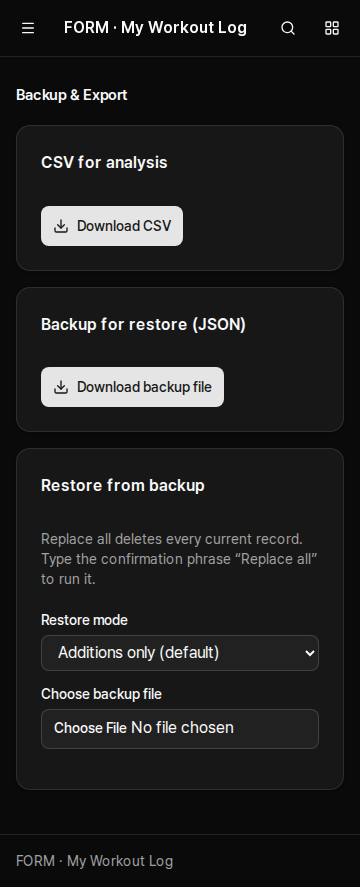 FORM · My Workout Log
Backup & Export
CSV for analysis
Download CSV
Backup for restore (JSON)
Download backup file
Restore from backup
Replace all deletes every current record.
Type the confirmation phrase “Replace all”
to run it.
Restore mode
Additions only (default)
Choose backup file
Choose File No file chosen
FORM · My Workout Log